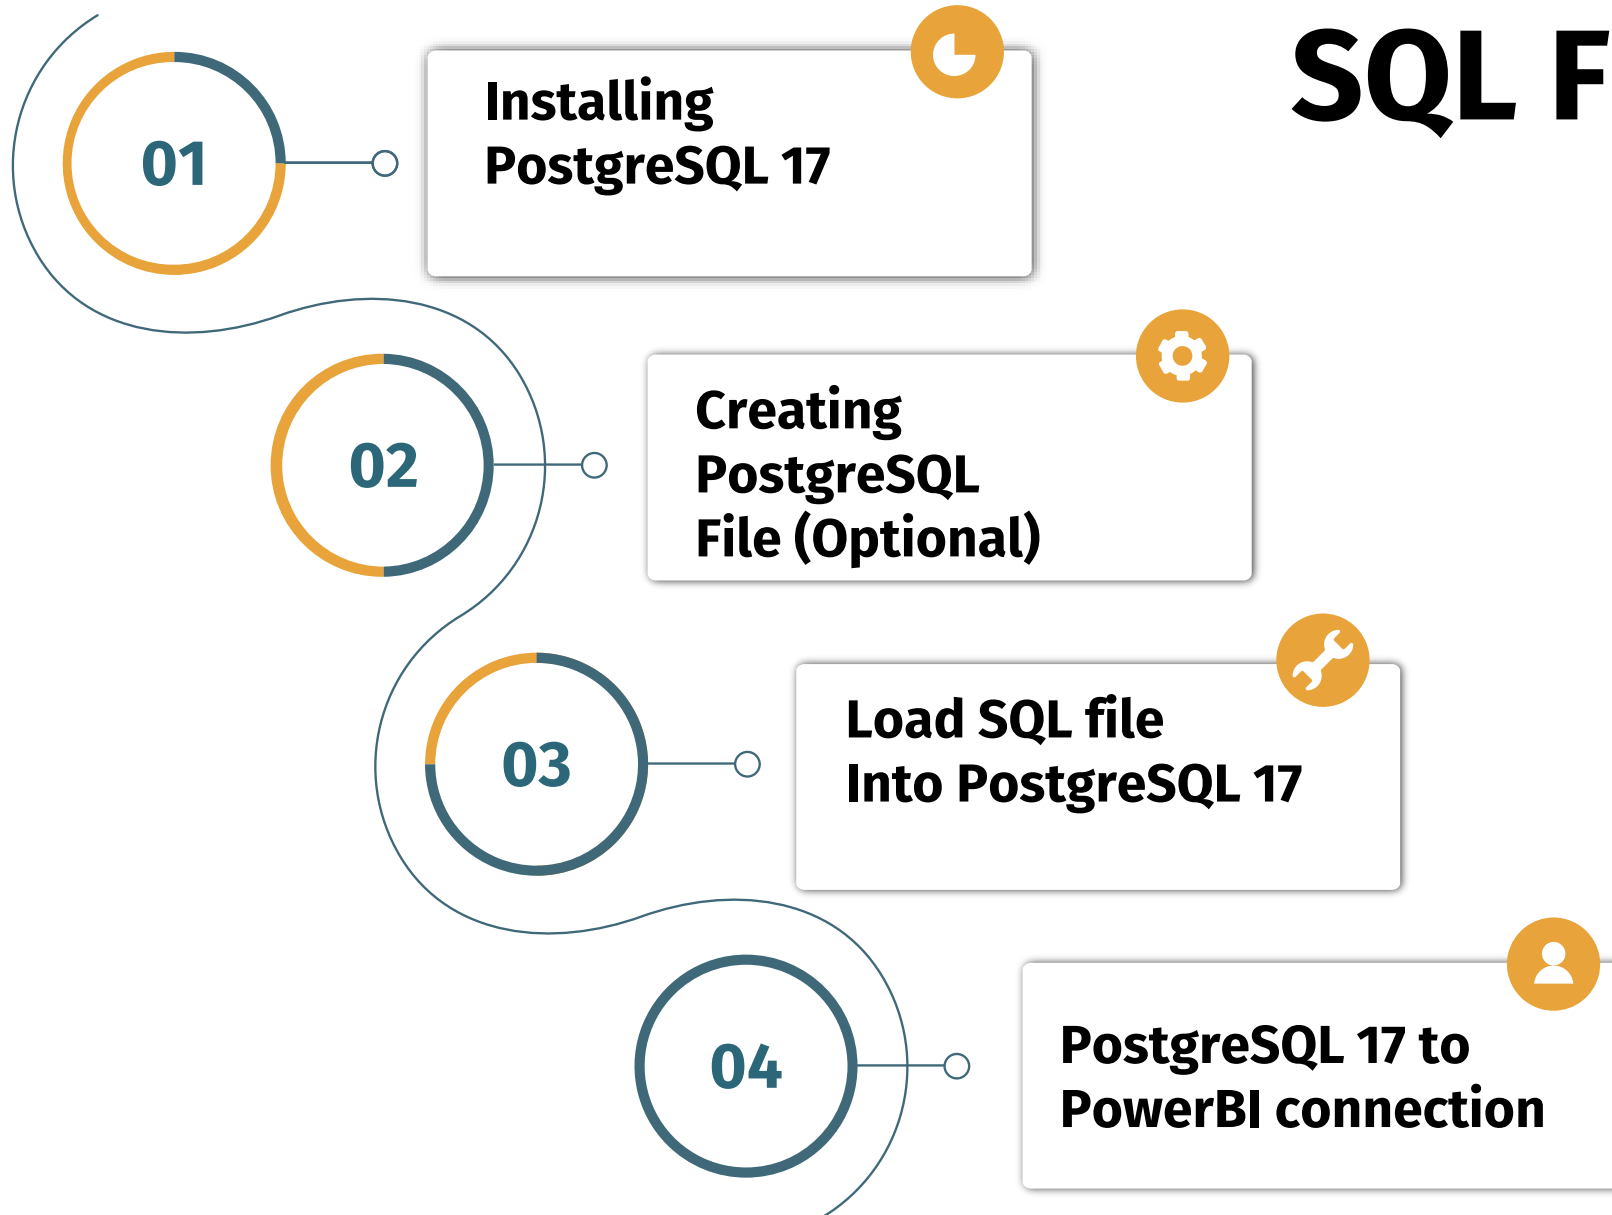 SQL F
01
Installing
PostgreSQL 17
02
Creating
PostgreSQL
File (Optional)
03
Load SQL file
Into PostgreSQL 17
04
PostgreSQL 17 to
PowerBI connection